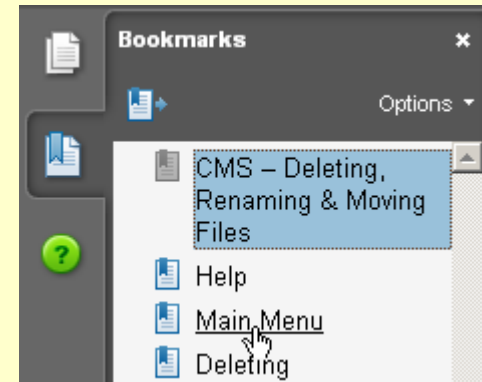 Bookmarks ×
Options
CMS – Deleting,
Renaming & Moving
Files
Help
Main Menu
Deleting